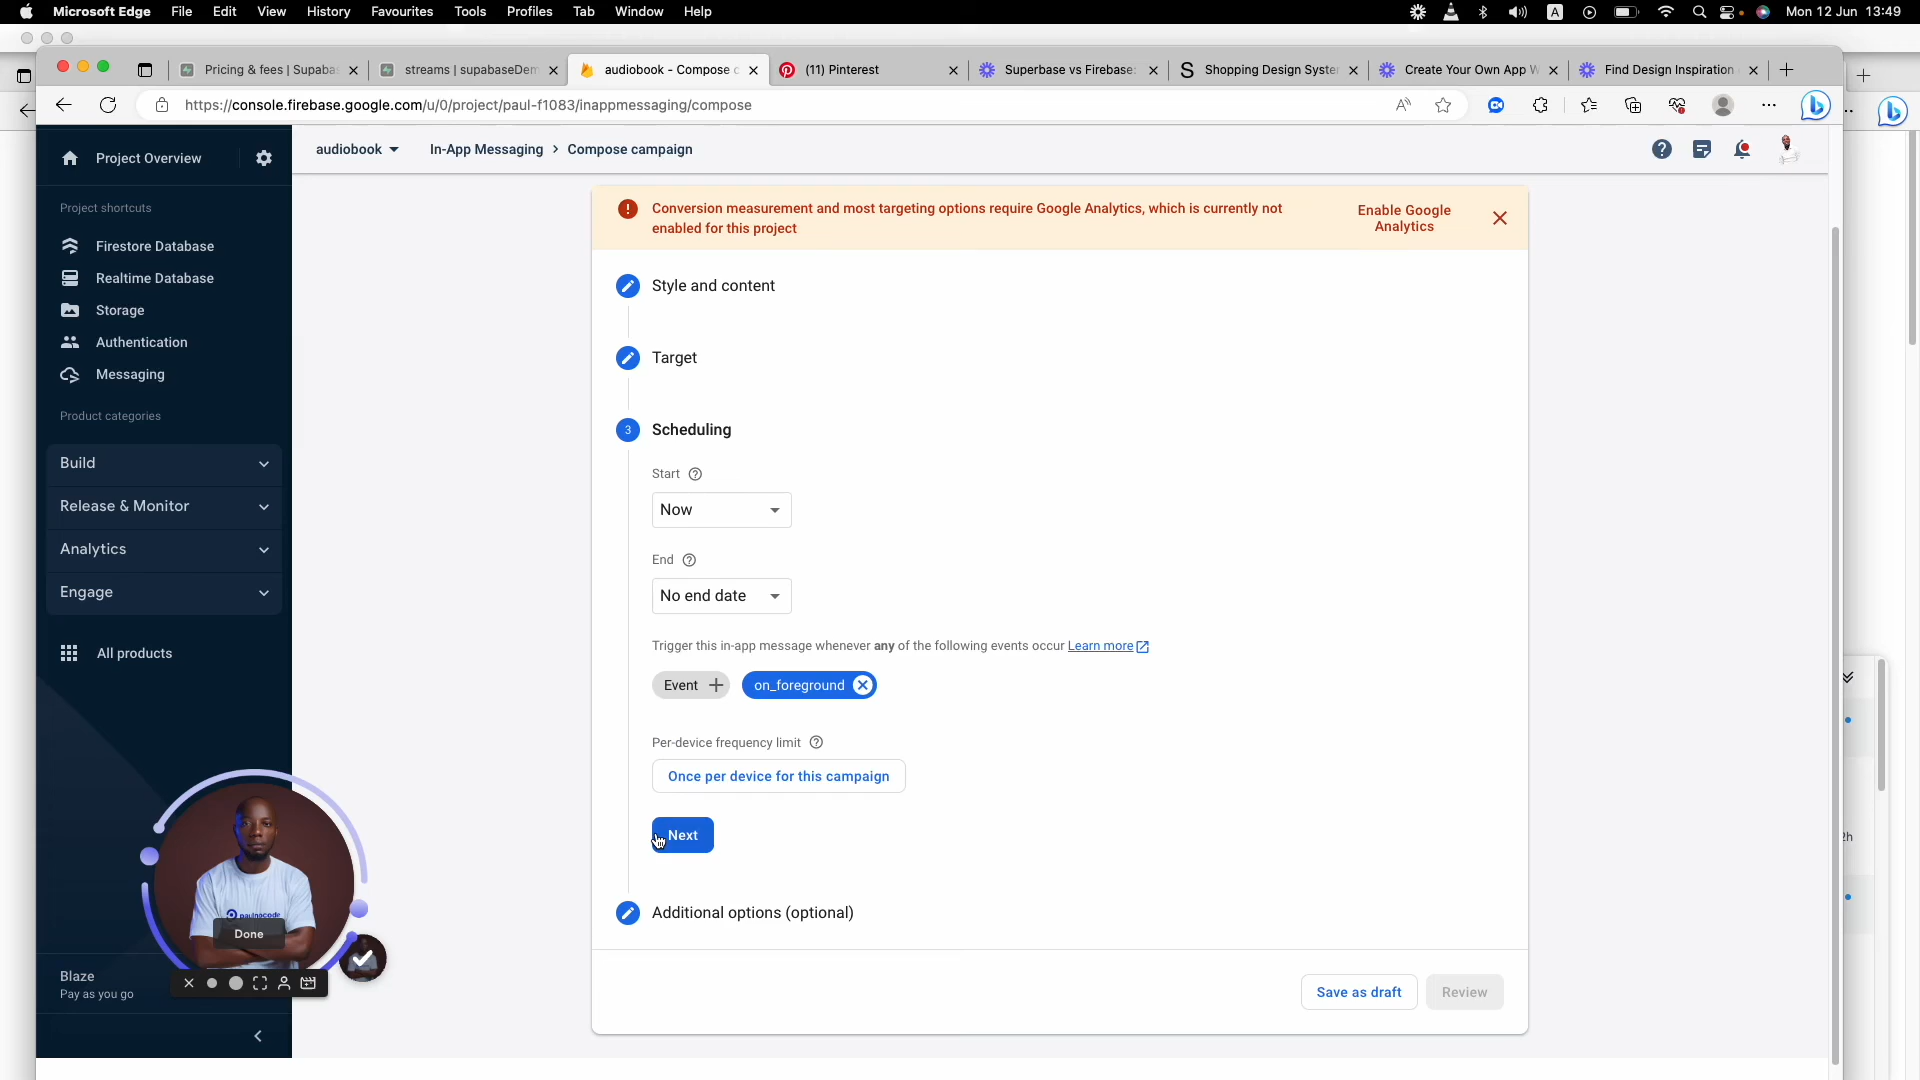 Microsoft Edge File Edit View History Favourites Tools Profiles Tab Window Help A Mon 12 Jun 13:49
Pricing & fees | Supaba
streams | supabaseDem
audiobook - Compose c
(11) Pinterest
Superbase vs Firebase:
Shopping Design Syste
Create Your Own App W
Find Design Inspiration
https://console.firebase.google.com/u/0/project/paul-f1083/inappmessaging/compose
Project Overview
audiobook
In-App Messaging > Compose campaign
Project shortcuts
Firestore Database
Realtime Database
Storage
Authentication
Messaging
Product categories
Build
Release & Monitor
Analytics
Engage
All products
Blaze
Pay as you go
Conversion measurement and most targeting options require Google Analytics, which is currently not
enabled for this project
Enable Google
Analytics
Style and content
Target
3 Scheduling
Start
Now
End
No end date
Trigger this in-app message whenever any of the following events occur Learn more
Event
on_foreground
Per-device frequency limit
Once per device for this campaign
Next
Additional options (optional)
Save as draft
Review
paulnocode
Done
2h